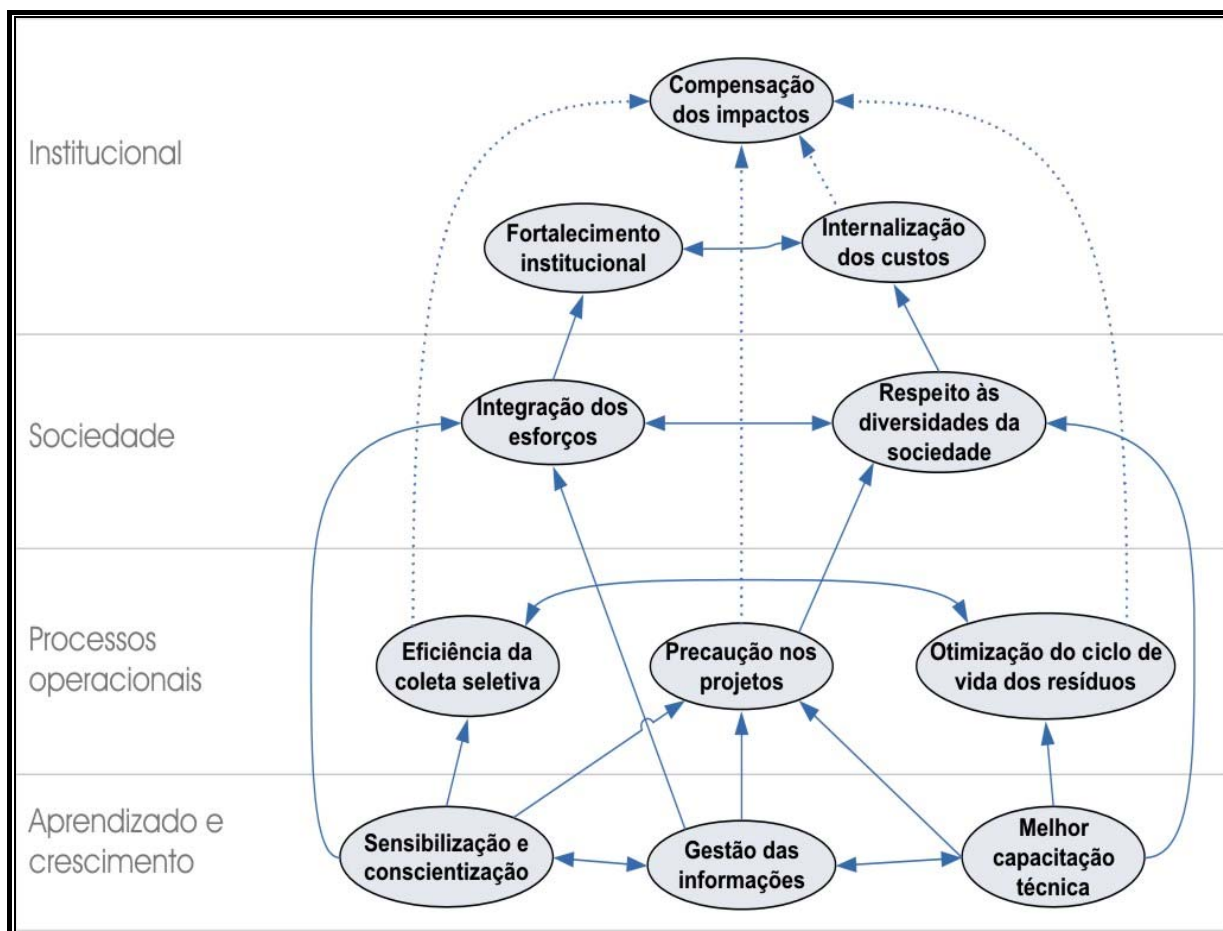 Institucional
Compensação
dos impactos
Fortalecimento
institucional
Internalização
dos custos
Sociedade
Integração dos
esforços
Respeito às
diversidades da
sociedade
Processos
operacionais
Eficiência da
coleta seletiva
Precaução nos
projetos
Otimização do ciclo de
vida dos resíduos
Aprendizado e
crescimento
Sensibilização e
conscientização
Gestão das
informações
Melhor
capacitação
técnica